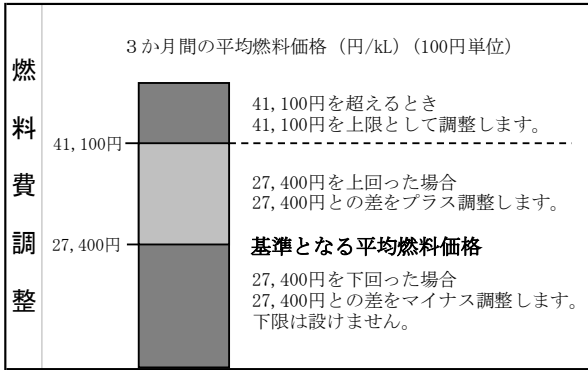 燃料費調整
3か月間の平均燃料価格（円/kL）（100円単位）
41,100円を超えるとき
41,100円を上限として調整します。
41,100円
27,400円を上回った場合
27,400円との差をプラス調整します。
27,400円
基準となる平均燃料価格
27,400円を下回った場合
27,400円との差をマイナス調整します。
下限は設けません。